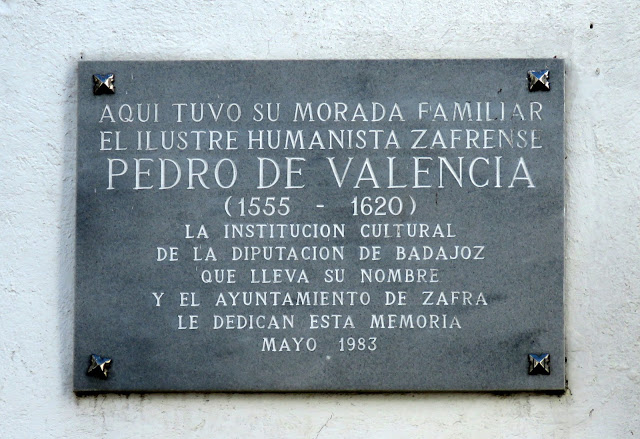 AQUI TUVO SU MORADA FAMILIAR
EL ILUSTRE HUMANISTA ZAFRENSE
PEDRO DE VALENCIA
(1555 - 1620)
LA INSTITUCION CULTURAL
DE LA DIPUTACION DE BADAJOZ
QUE LLEVA SU NOMBRE
Y EL AYUNTAMIENTO DE ZAFRA
LE DEDICAN ESTA MEMORIA
MAYO 1983